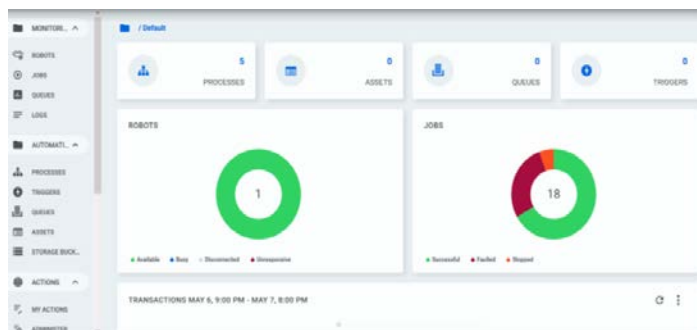 MONITORI...
ROBOTS
JOBS
QUEUES
LOGS
AUTOMATI...
PROCESSES
TRIGGERS
QUEUES
ASSETS
STORAGE BUCK...
ACTIONS
MY ACTIONS
/ Default
5
PROCESSES
0
ASSETS
0
QUEUES
0
TRIGGERS
ROBOTS
1
Available Busy Disconnected Unresponsive
JOBS
18
Successful Faulted Stopped
TRANSACTIONS MAY 6, 9:00 PM - MAY 7, 8:00 PM